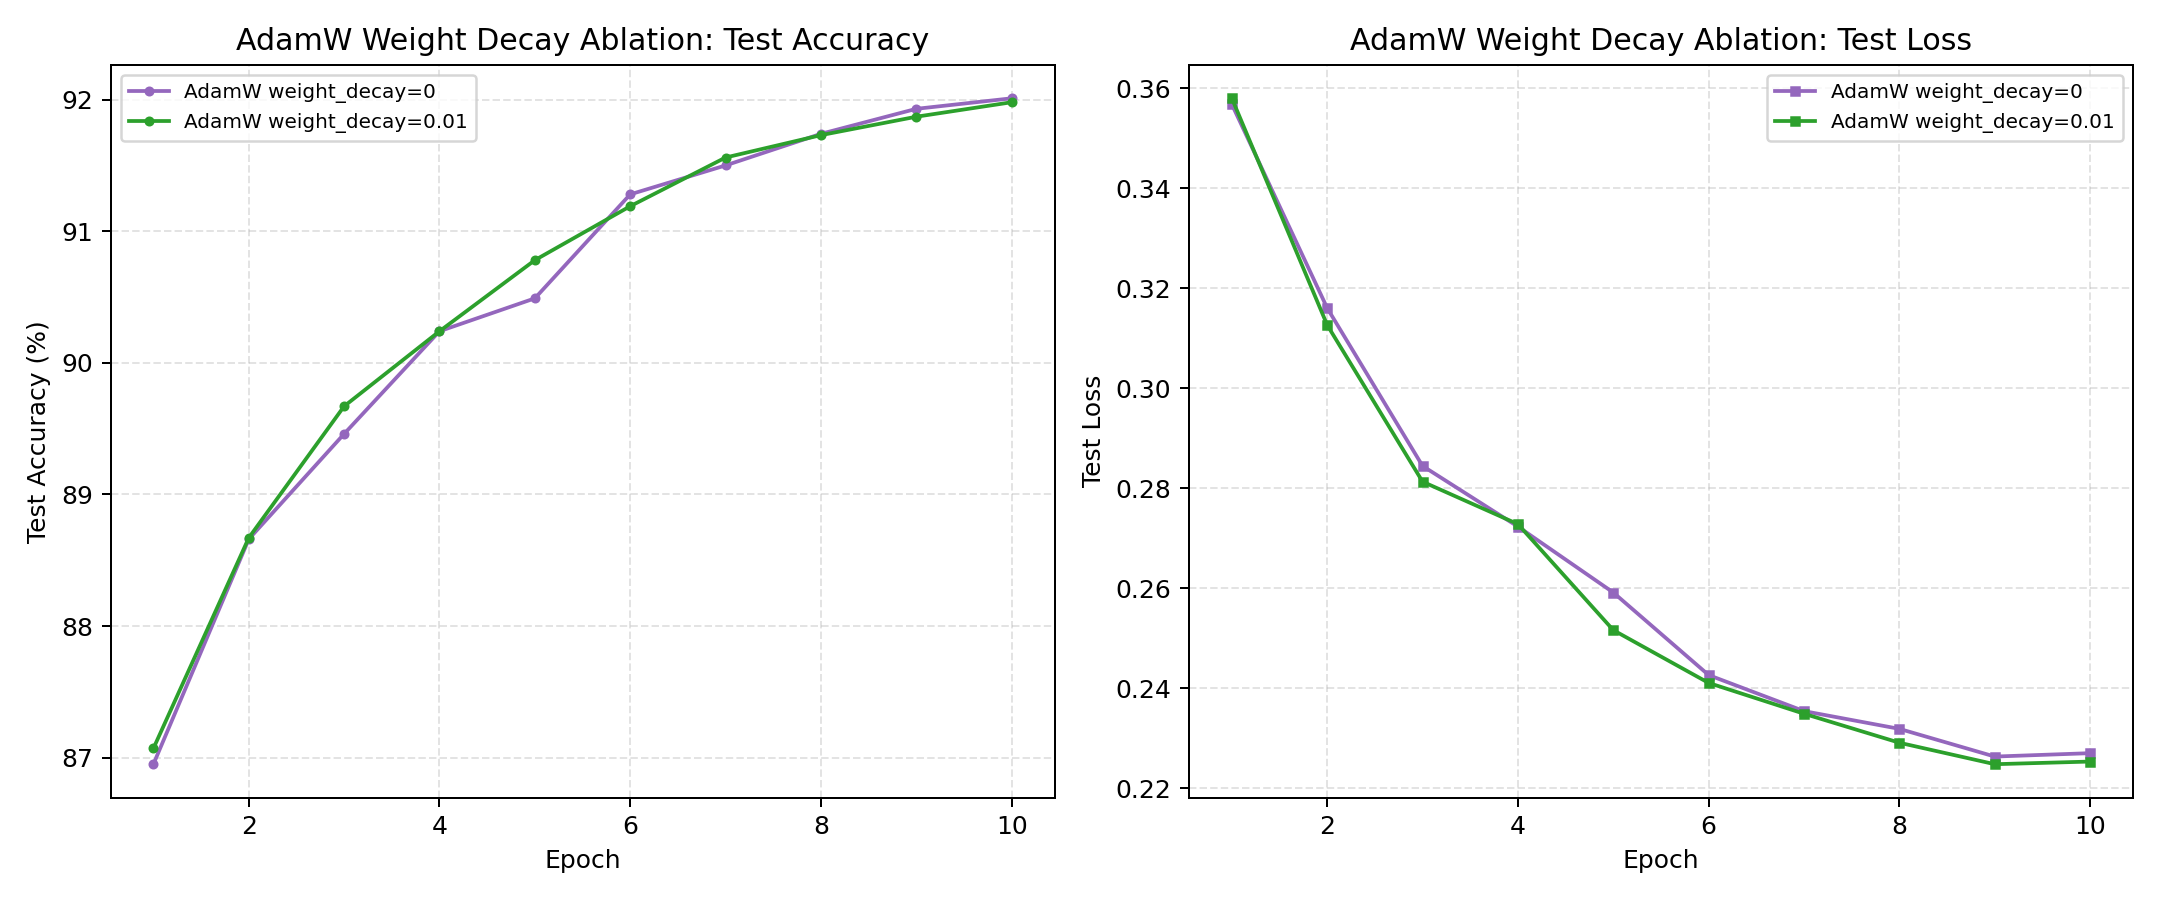 AdamW Weight Decay Ablation: Test Accuracy
AdamW weight_decay=0
AdamW weight_decay=0.01
92
91
90
89
88
87
Test Accuracy (%)
2 4 6 8 10
Epoch
AdamW Weight Decay Ablation: Test Loss
AdamW weight_decay=0
AdamW weight_decay=0.01
0.36
0.34
0.32
0.30
0.28
0.26
0.24
0.22
Test Loss
2 4 6 8 10
Epoch